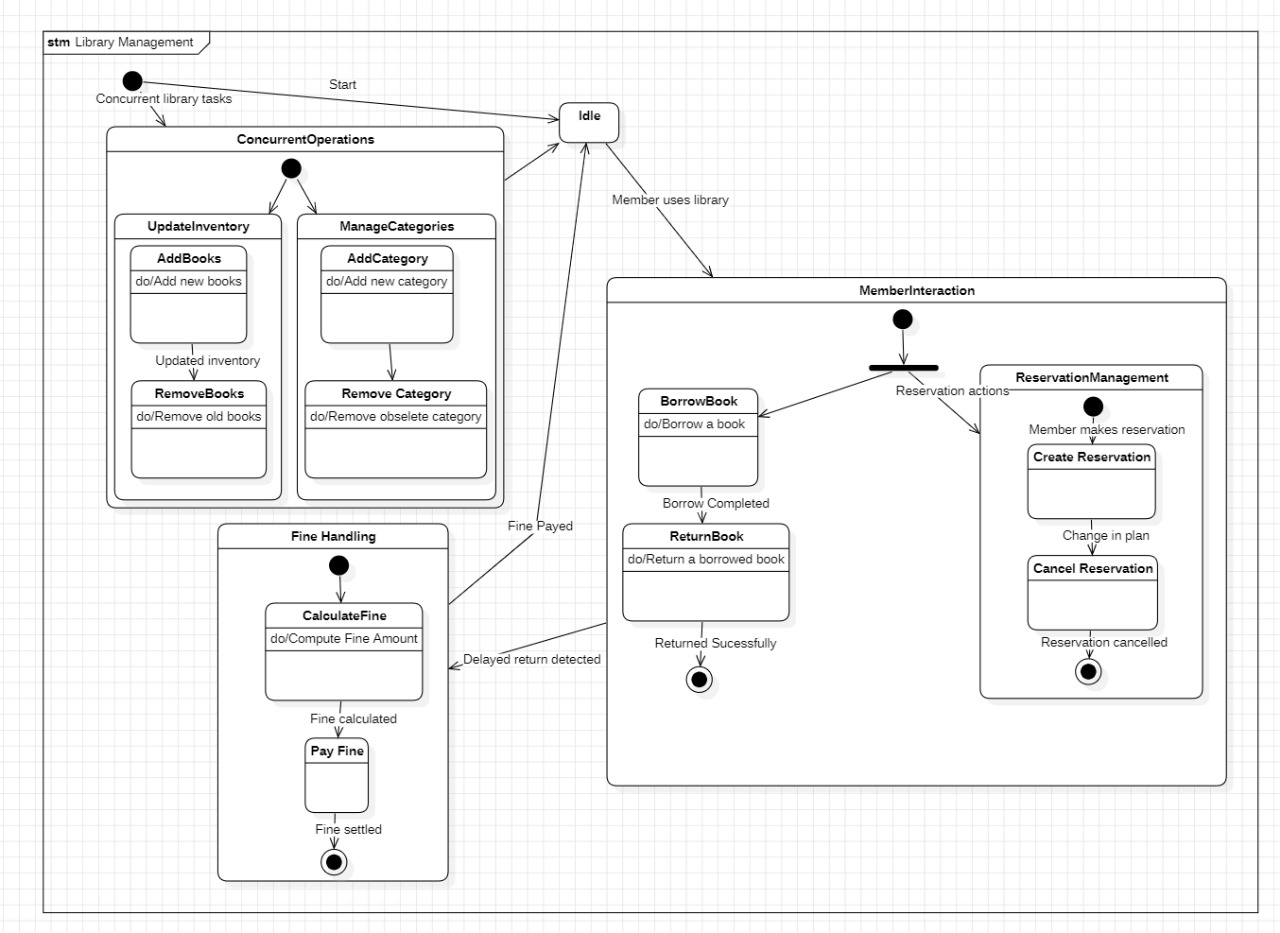 stm Library Management
Start
Concurrent library tasks
Idle
ConcurrentOperations
Member uses library
UpdateInventory
ManageCategories
AddBooks
do/Add new books
AddCategory
do/Add new category
Updated inventory
RemoveBooks
do/Remove old books
Remove Category
do/Remove obselete category
MemberInteraction
Reservation actions
BorrowBook
do/Borrow a book
Borrow Completed
ReturnBook
do/Return a borrowed book
Returned Sucessfully
ReservationManagement
Member makes reservation
Create Reservation
Change in plan
Cancel Reservation
Reservation cancelled
Fine Payed
Delayed return detected
Fine Handling
CalculateFine
do/Compute Fine Amount
Fine calculated
Pay Fine
Fine settled